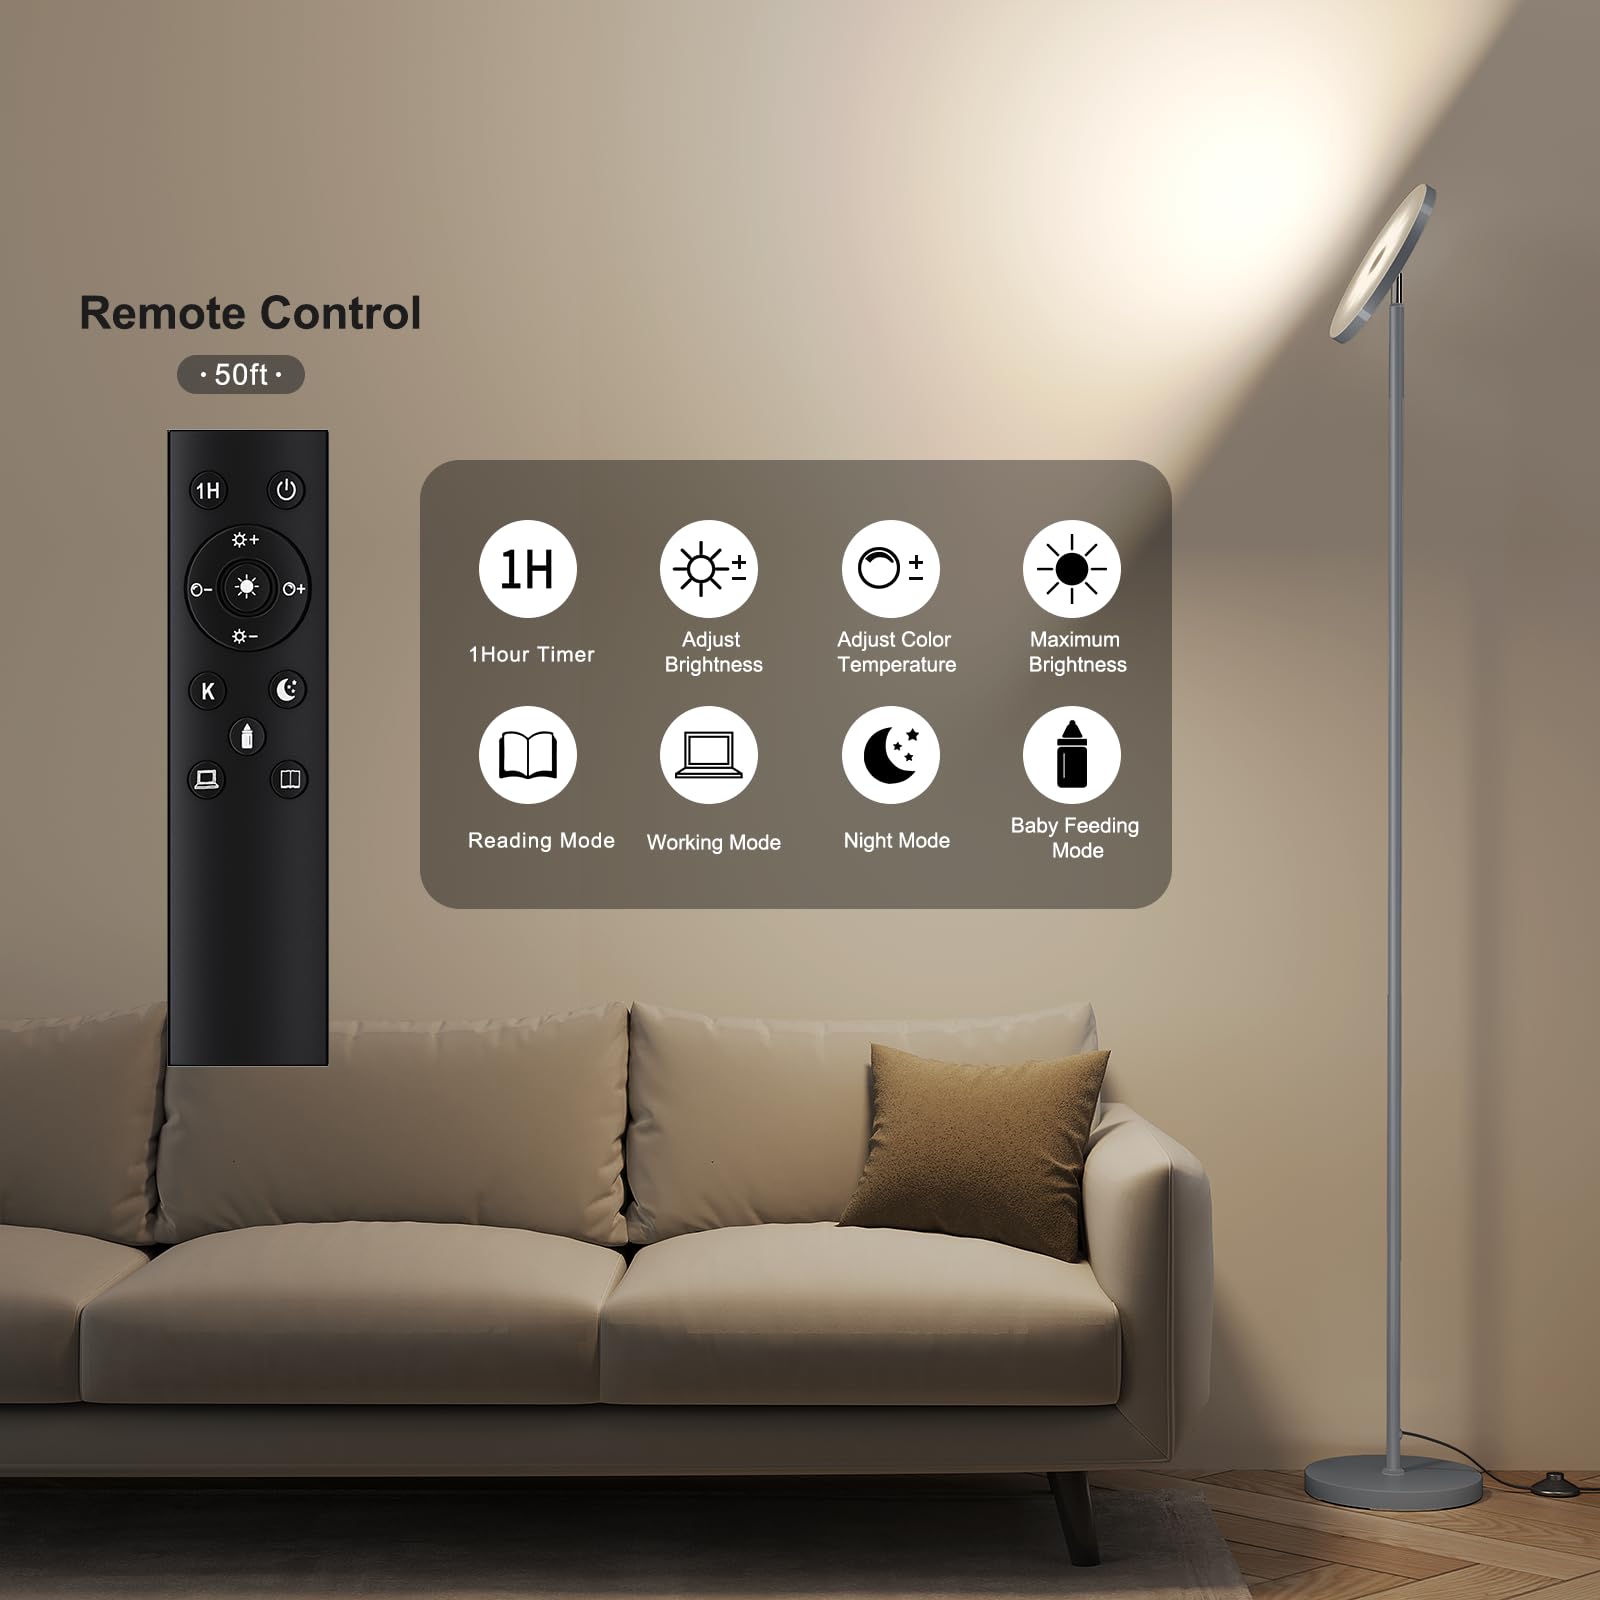 Remote Control
· 50ft ·
1H
K
1H
1Hour Timer
Adjust
Brightness
Adjust Color
Temperature
Maximum
Brightness
Reading Mode
Working Mode
Night Mode
Baby Feeding
Mode